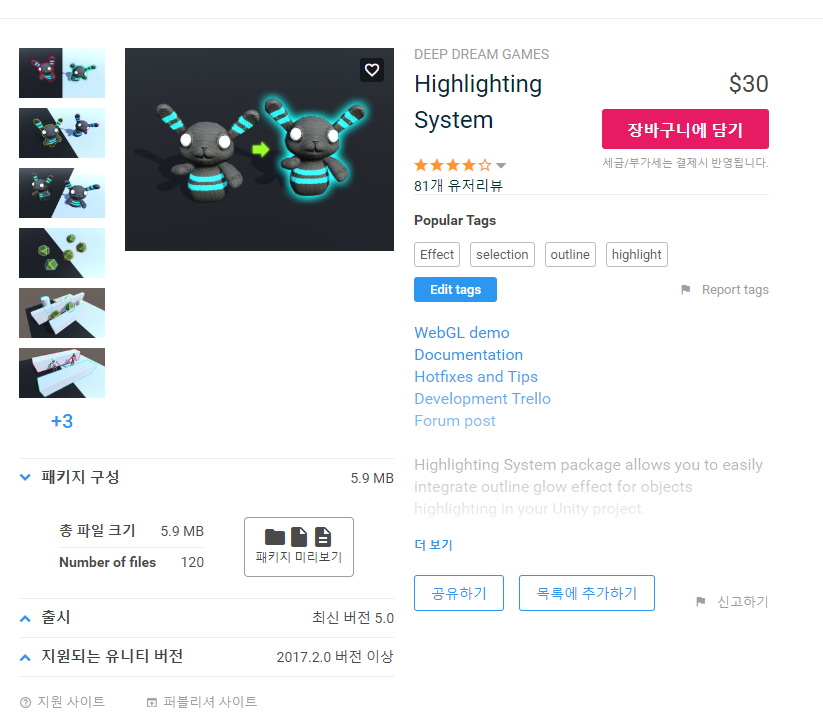 DEEP DREAM GAMES
Highlighting
System
$30
장바구니에 담기
세금/부가세는 결제시 반영됩니다.
81개 유저리뷰
Popular Tags
Effect
selection
outline
highlight
Edit tags
Report tags
WebGL demo
Documentation
Hotfixes and Tips
Development Trello
Forum post
Highlighting System package allows you to easily
integrate outline glow effect for objects
highlighting in your Unity project.
더 보기
공유하기
목록에 추가하기
신고하기
+3
패키지 구성
5.9 MB
총 파일 크기
5.9 MB
Number of files
120
패키지 미리보기
출시
최신 버전 5.0
지원되는 유니티 버전
2017.2.0 버전 이상
지원 사이트
퍼블리셔 사이트